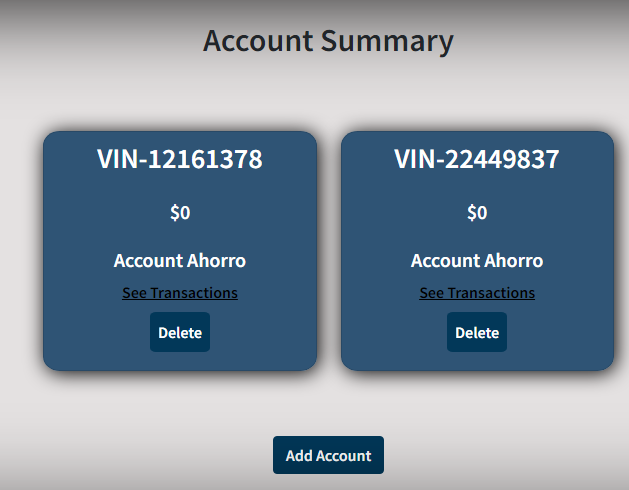 Account Summary
VIN-12161378
$0
Account Ahorro
See Transactions
Delete
VIN-22449837
$0
Account Ahorro
See Transactions
Delete
Add Account